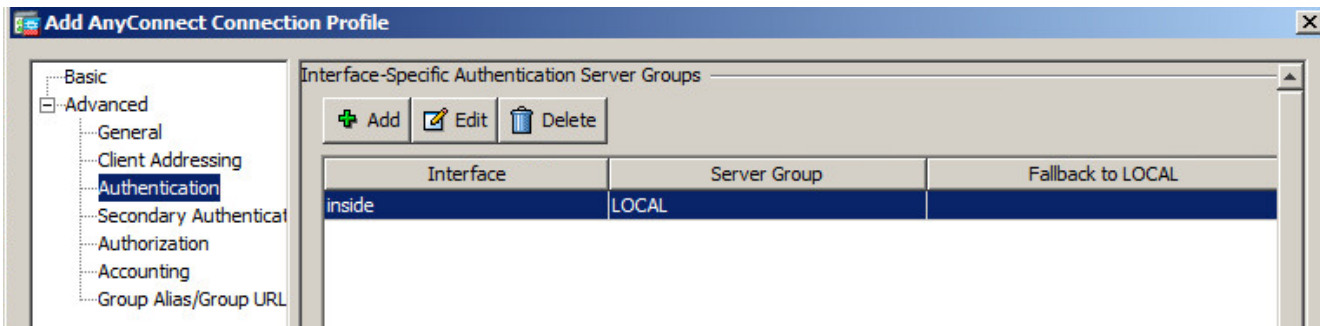 Add AnyConnect Connection Profile
Basic
Advanced
General
Client Addressing
Authentication
Secondary Authenticat
Authorization
Accounting
Group Alias/Group URL
Interface-Specific Authentication Server Groups
Add Edit Delete
Interface Server Group Fallback to LOCAL
inside LOCAL